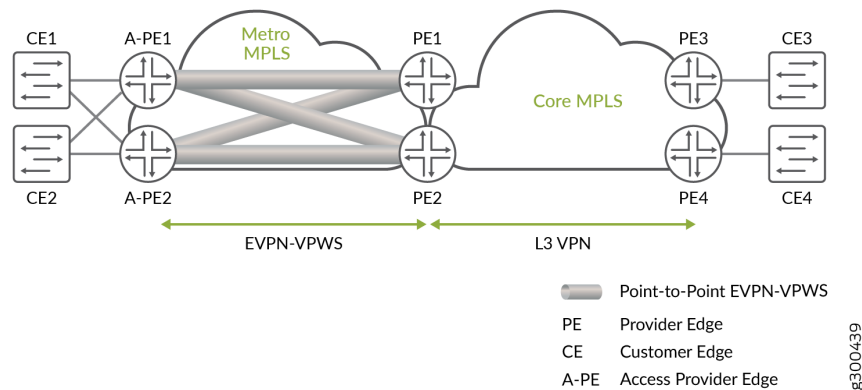 CE1
A-PE1
Metro
MPLS
PE1
PE3
CE3
Core MPLS
CE2
A-PE2
PE2
PE4
CE4
EVPN-VPWS
L3 VPN
Point-to-Point EVPN-VPWS
PE Provider Edge
CE Customer Edge
A-PE Access Provider Edge
g300439